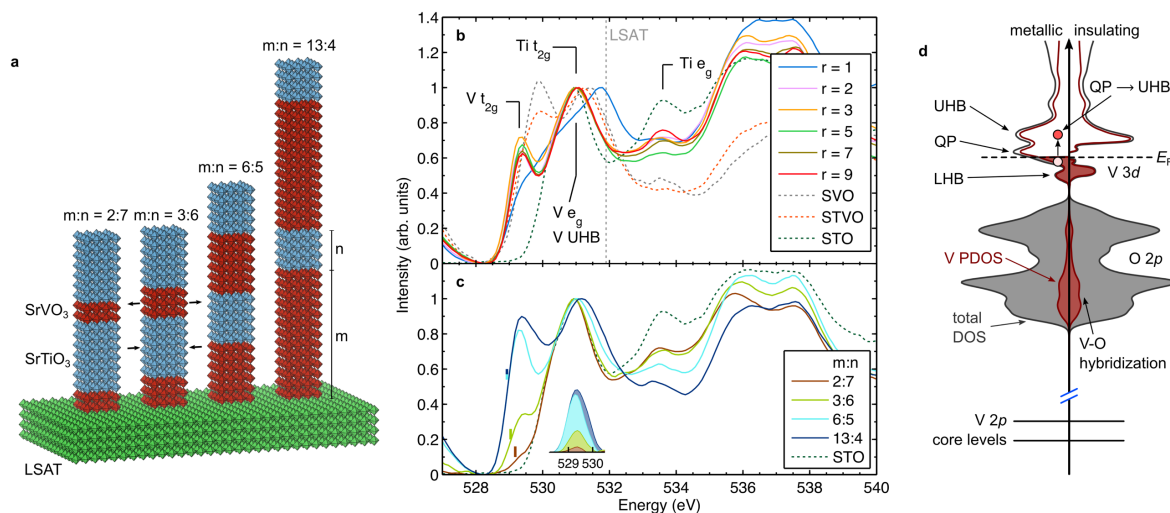 a
m:n = 13:4
m:n = 6:5
m:n = 2:7
m:n = 3:6
n
m
SrVO3
SrTiO3
LSAT
b
Intensity (arb. units)
1.4
1.2
1
0.8
0.6
0.4
0.2
0
Ti t2g
V t2g
LSAT
Ti eg
V eg
V UHB
r = 1
r = 2
r = 3
r = 5
r = 7
r = 9
SVO
STVO
STO
c
1
0.8
0.6
0.4
0.2
0
529 530
m:n
2:7
3:6
6:5
13:4
STO
528 530 532 534 536 538 540
Energy (eV)
d
metallic insulating
QP → UHB
UHB
QP
EF
LHB
V 3d
V PDOS
O 2p
total
DOS
V-O
hybridization
V 2p
core levels